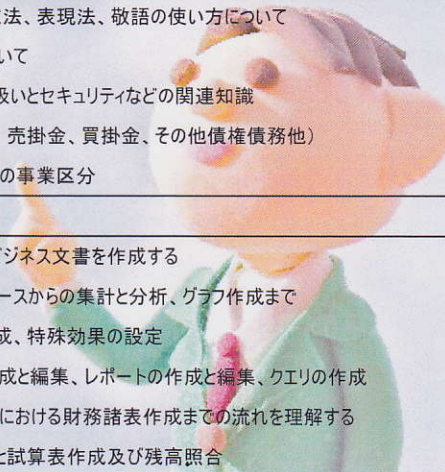 法、表現法、敬語の使い方について
いて
扱いとセキュリティなどの関連知識
売掛金、買掛金、その他債権債務他）
の事業区分
ビジネス文書を作成する
ースからの集計と分析、グラフ作成まで
成、特殊効果の設定
成と編集、レポートの作成と編集、クエリの作成
における財務諸表作成までの流れを理解する
と試算表作成及び残高照合